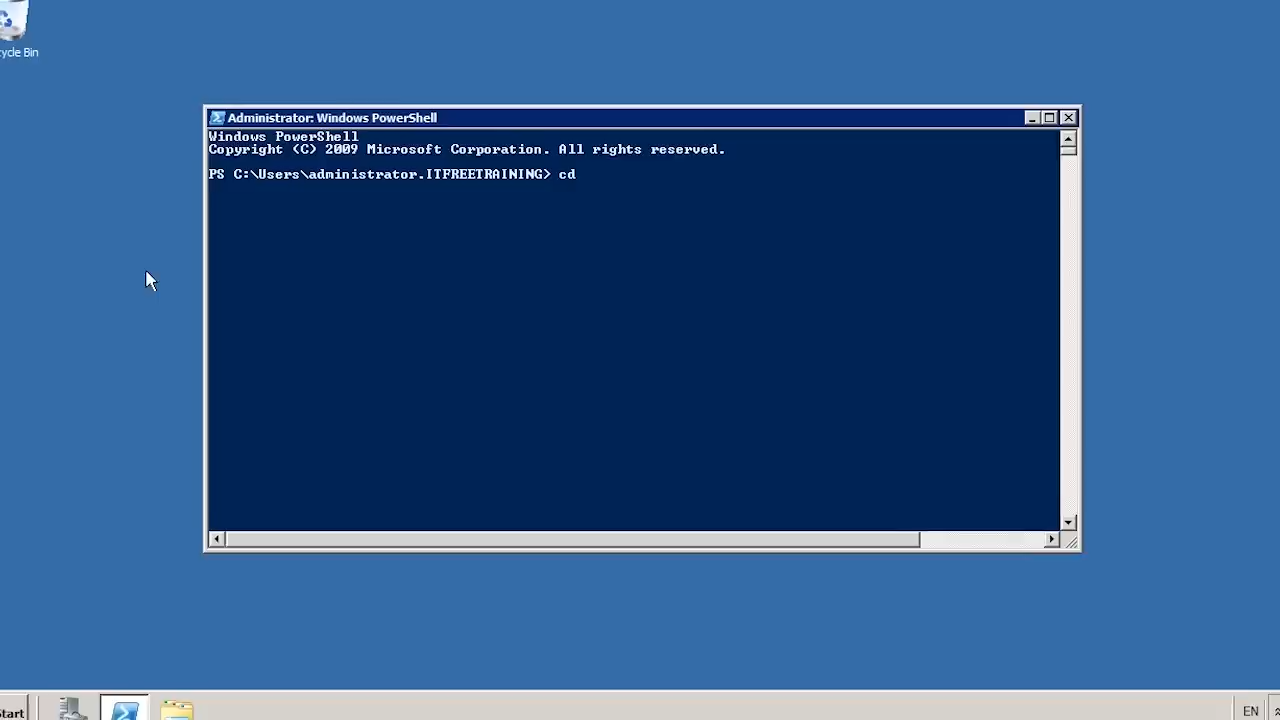 cycle Bin
Administrator: Windows PowerShell
Windows PowerShell
Copyright (C) 2009 Microsoft Corporation. All rights reserved.
PS C:\Users\administrator.ITFREETRAINING> cd
Start
EN